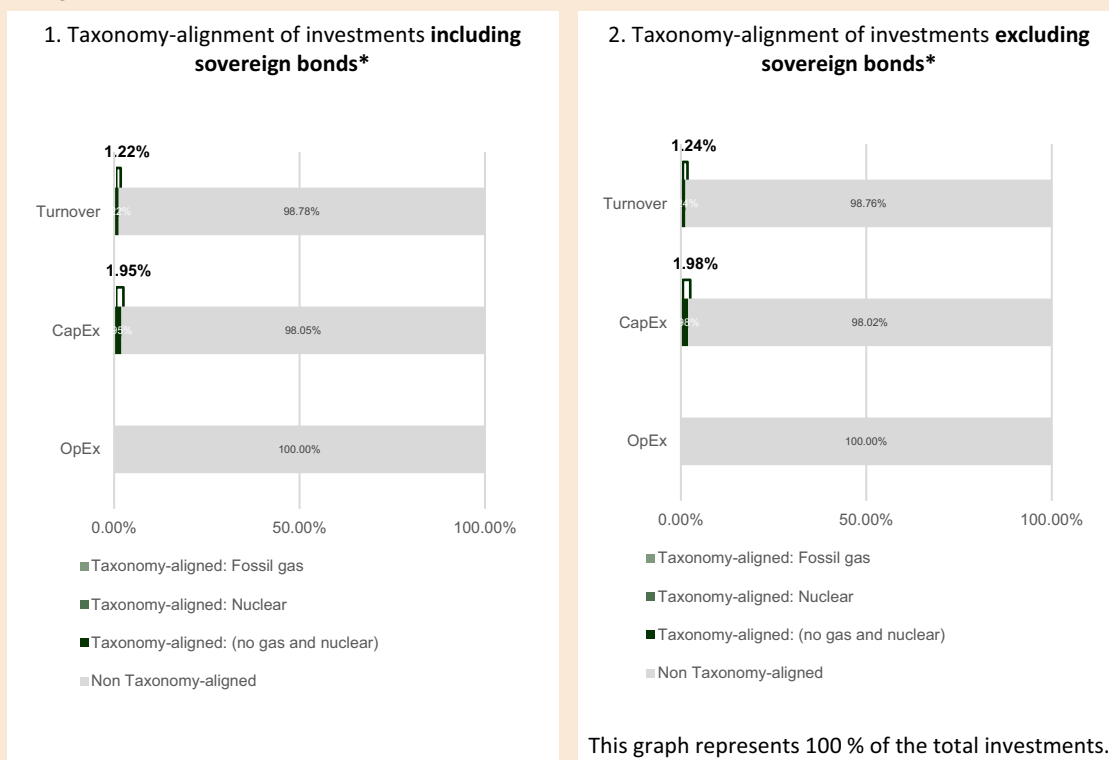 1. Taxonomy-alignment of investments including
sovereign bonds*
1.22%
Turnover
98.78%
1.95%
CapEx
98.05%
OpEx
100.00%
0.00%
50.00%
100.00%
Taxonomy-aligned: Fossil gas
Taxonomy-aligned: Nuclear
Taxonomy-aligned: (no gas and nuclear)
Non Taxonomy-aligned
2. Taxonomy-alignment of investments excluding
sovereign bonds*
1.24%
Turnover
98.76%
1.98%
CapEx
98.02%
OpEx
100.00%
0.00%
50.00%
100.00%
Taxonomy-aligned: Fossil gas
Taxonomy-aligned: Nuclear
Taxonomy-aligned: (no gas and nuclear)
Non Taxonomy-aligned
This graph represents 100 % of the total investments.